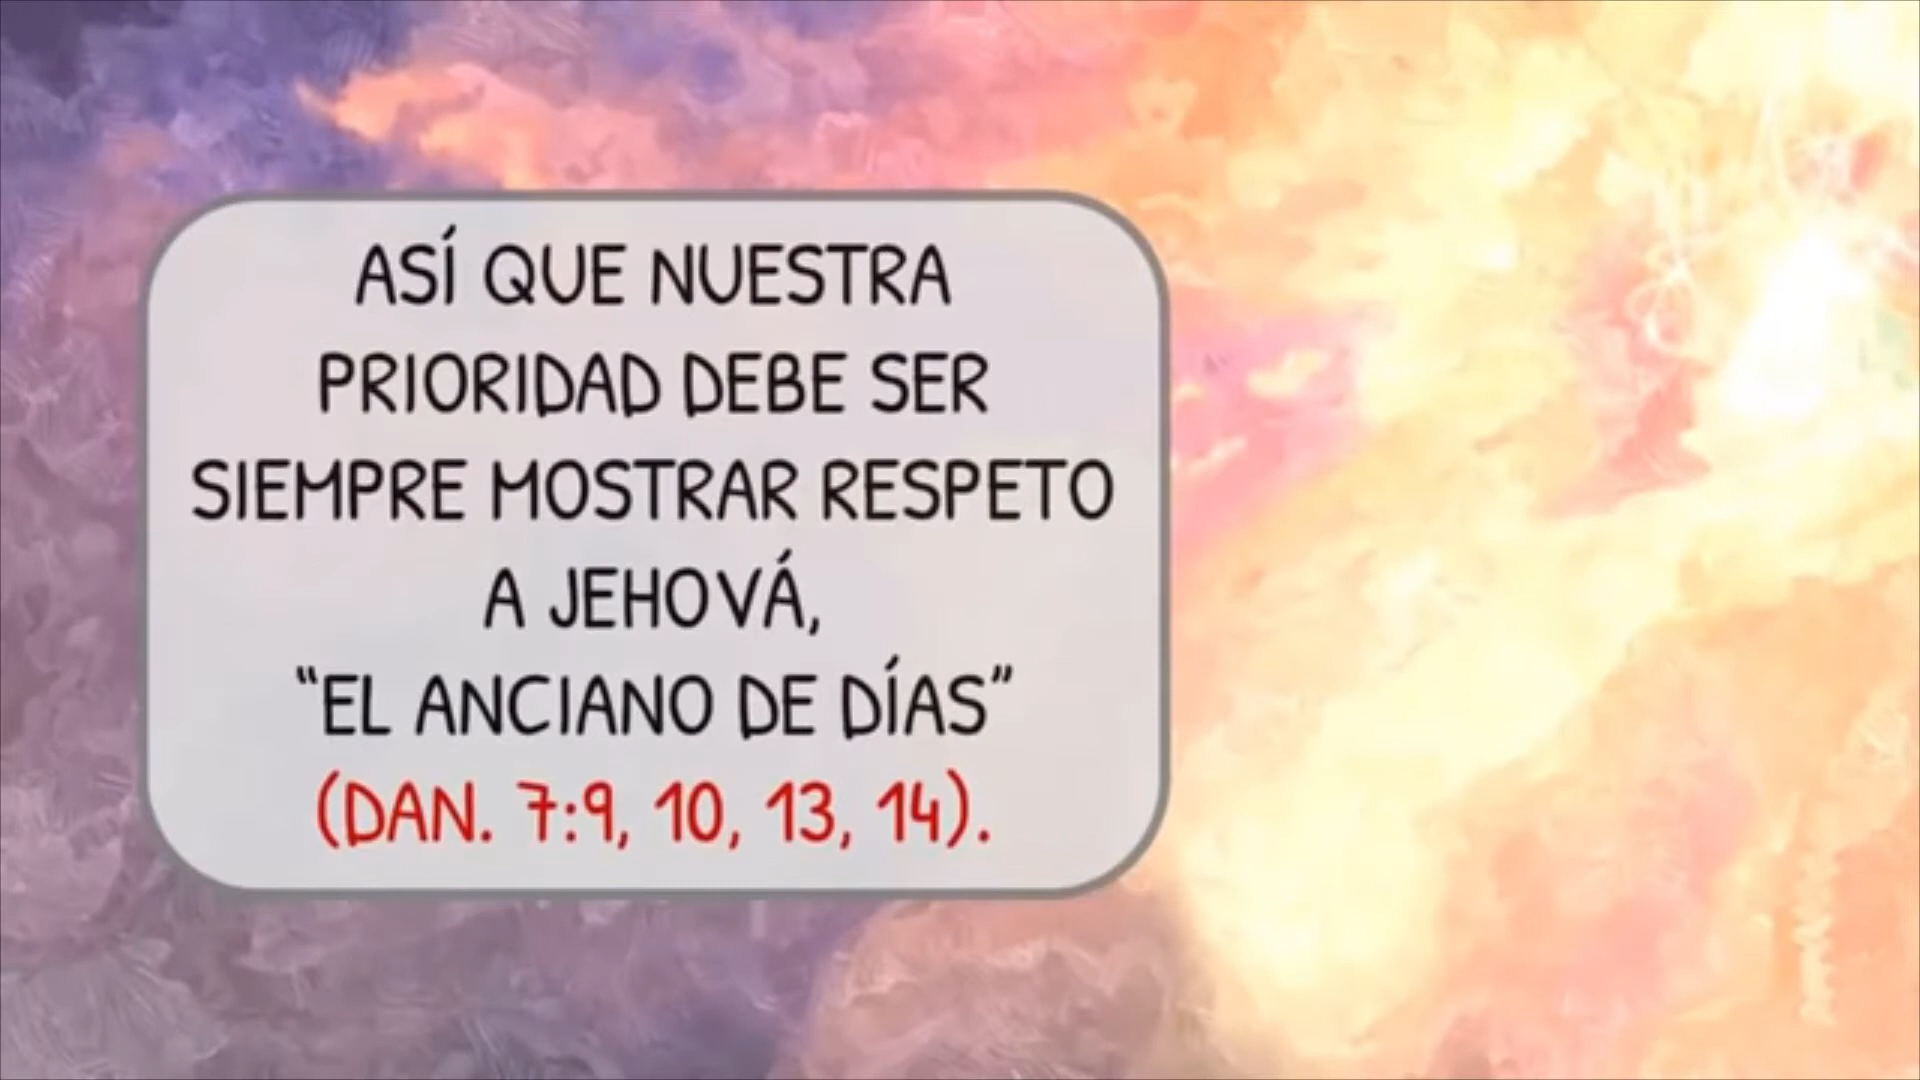 ASÍ QUE NUESTRA
PRIORIDAD DEBE SER
SIEMPRE MOSTRAR RESPETO
A JEHOVÁ,
“EL ANCIANO DE DÍAS”
(DAN. 7:9, 10, 13, 14).